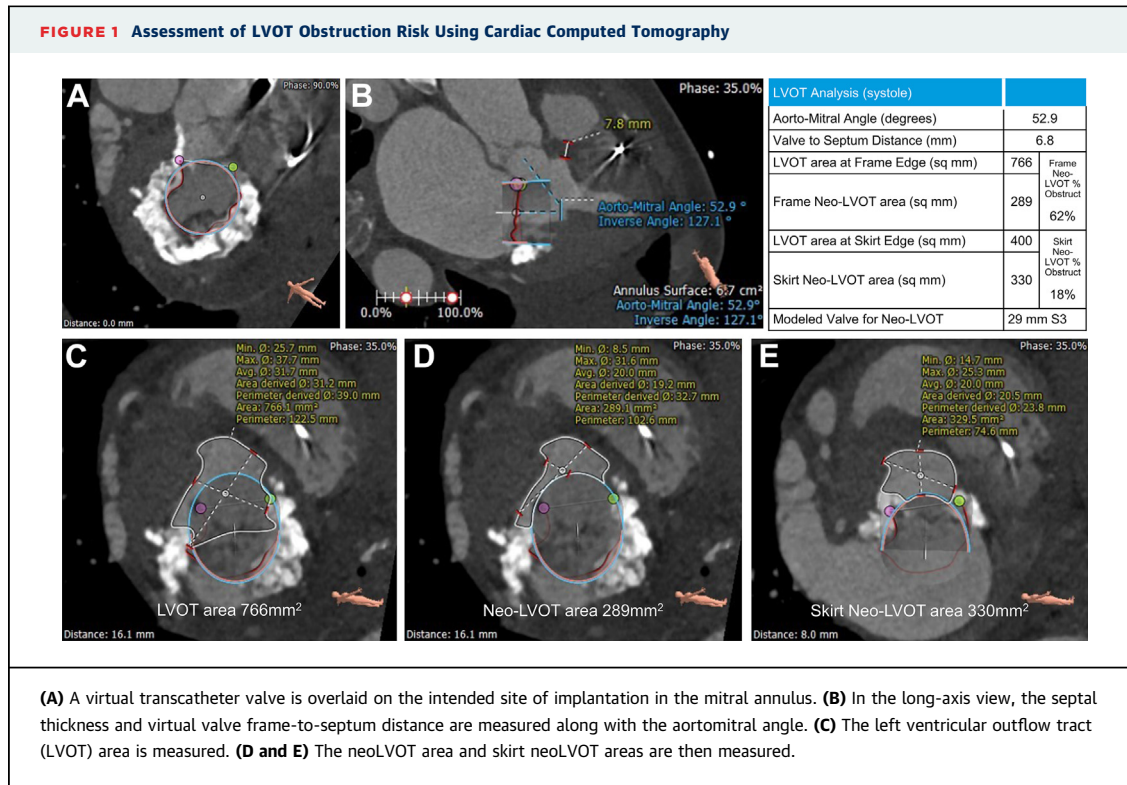 FIGURE 1 Assessment of LVOT Obstruction Risk Using Cardiac Computed Tomography
A
Phase: 90.0%
Distance: 0.0 mm
B
Phase: 35.0%
7.8 mm
Aorto-Mitral Angle: 52.9 °
Inverse Angle: 127.1 °
Annulus Surface: 6.7 cm²
Aorto-Mitral Angle: 52.9°
Inverse Angle: 127.1°
0.0% 100.0%
LVOT Analysis (systole)
Aorto-Mitral Angle (degrees) 52.9
Valve to Septum Distance (mm) 6.8
LVOT area at Frame Edge (sq mm) 766
Frame Neo-LVOT area (sq mm) 289
Frame
Neo-
LVOT %
Obstruct
62%
LVOT area at Skirt Edge (sq mm) 400
Skirt Neo-LVOT area (sq mm) 330
Skirt
Neo-
LVOT %
Obstruct
18%
Modeled Valve for Neo-LVOT 29 mm S3
C
Phase: 35.0%
Min. Ø: 25.7 mm
Max. Ø: 37.7 mm
Avg. Ø: 31.7 mm
Area derived Ø: 31.2 mm
Perimeter derived Ø: 39.0 mm
Area: 766.1 mm²
Perimeter: 122.5 mm
LVOT area 766mm²
Distance: 16.1 mm
D
Phase: 35.0%
Min. Ø: 8.5 mm
Max. Ø: 31.6 mm
Avg. Ø: 20.0 mm
Area derived Ø: 19.2 mm
Perimeter derived Ø: 32.7 mm
Area: 289.1 mm²
Perimeter: 102.6 mm
Neo-LVOT area 289mm²
Distance: 16.1 mm
E
Phase: 35.0%
Min. Ø: 14.7 mm
Max. Ø: 25.3 mm
Avg. Ø: 20.0 mm
Area derived Ø: 20.5 mm
Perimeter derived Ø: 23.8 mm
Area: 329.5 mm²
Perimeter: 74.6 mm
Skirt Neo-LVOT area 330mm²
Distance: 8.0 mm
(A) A virtual transcatheter valve is overlaid on the intended site of implantation in the mitral annulus. (B) In the long-axis view, the septal
thickness and virtual valve frame-to-septum distance are measured along with the aortomitral angle. (C) The left ventricular outflow tract
(LVOT) area is measured. (D and E) The neoLVOT area and skirt neoLVOT areas are then measured.